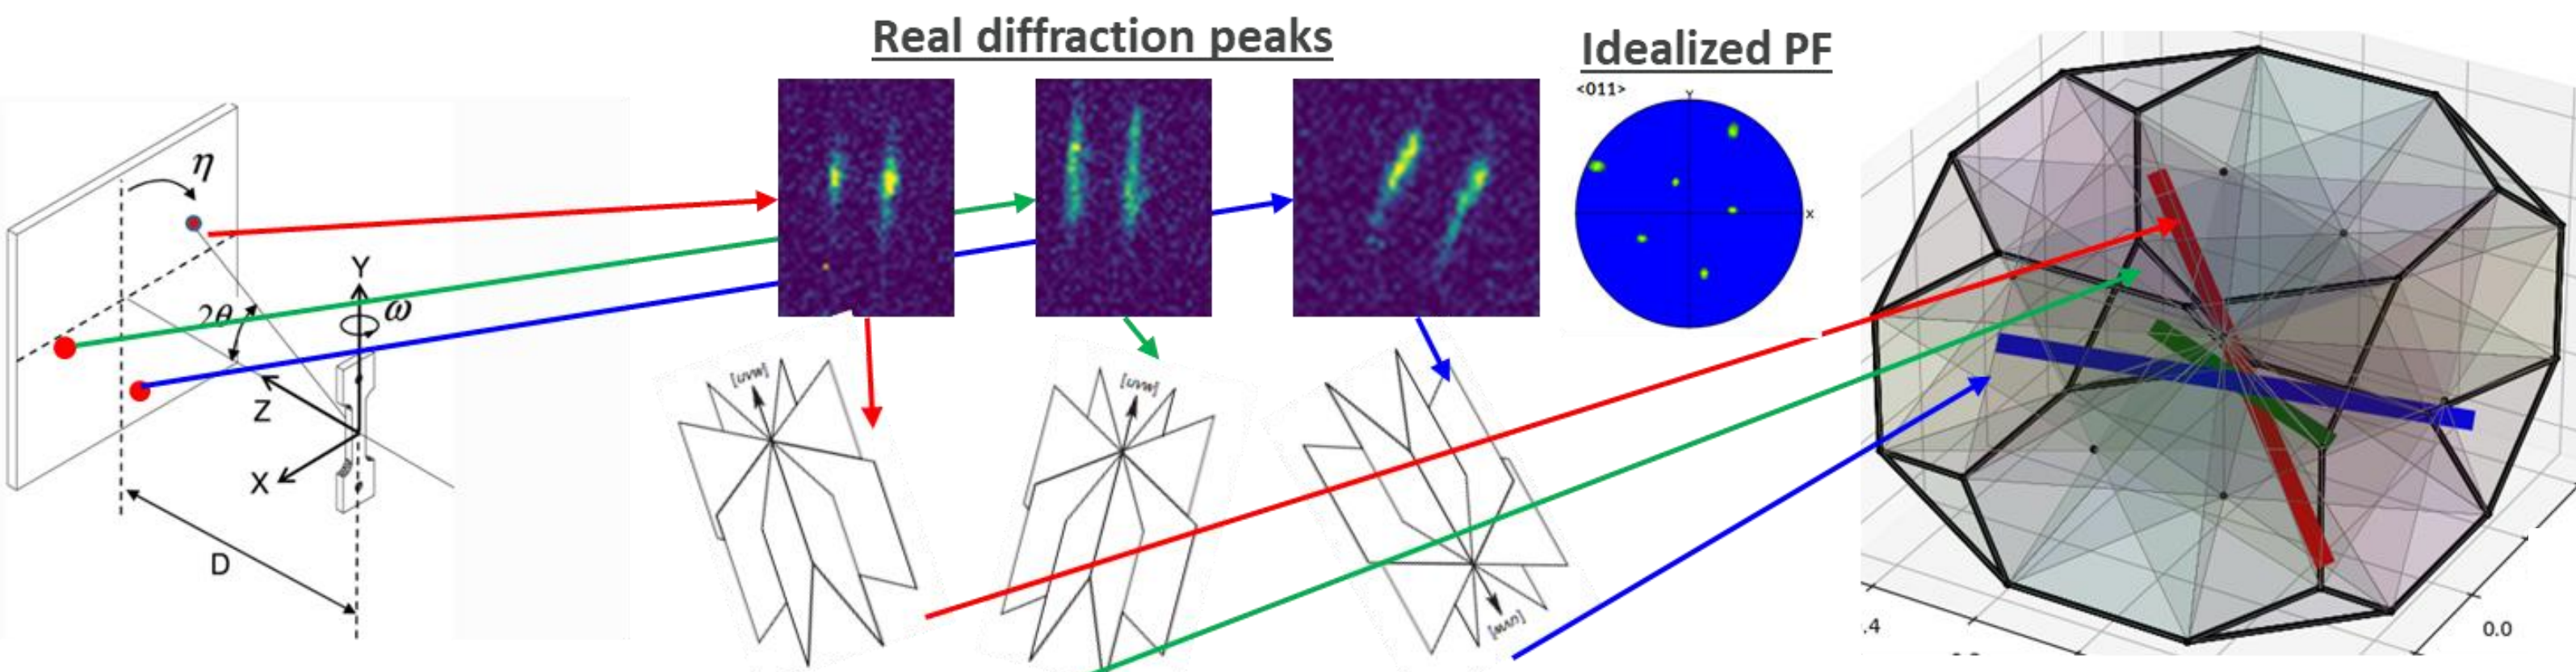 Real diffraction peaks
Idealized PF
<011>
Y
X
η
2θ
Y
ω
Z
X
D
[uvw]
[uvw]
[uvw]
.4
0.0